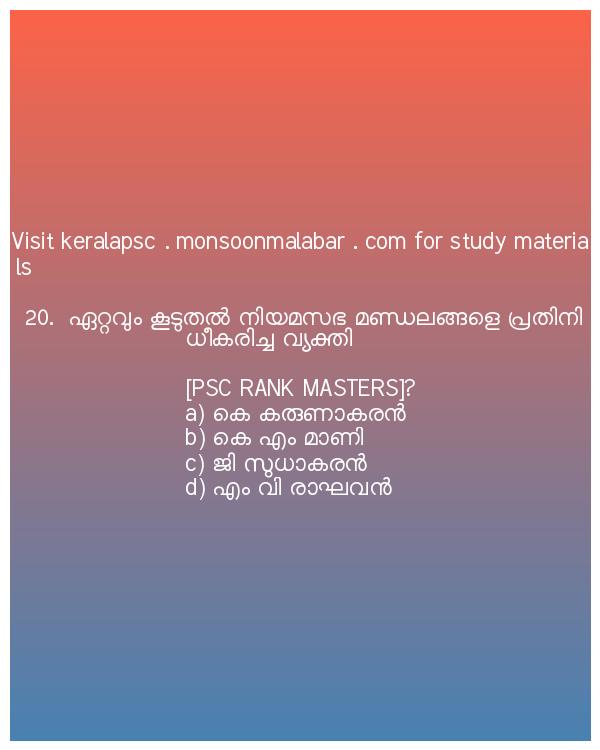 Visit keralapsc . monsoonmalabar . com for study materia
ls
20. ഏറ്റവും കൂടുതൽ നിയമസഭ മണ്ഡലങ്ങളെ പ്രതിനി
ധീകരിച്ച വ്യക്തി
[PSC RANK MASTERS]?
a) കെ കരുണാകരൻ
b) കെ എം മാണി
c) ജി സുധാകരൻ
d) എം വി രാഘവൻ